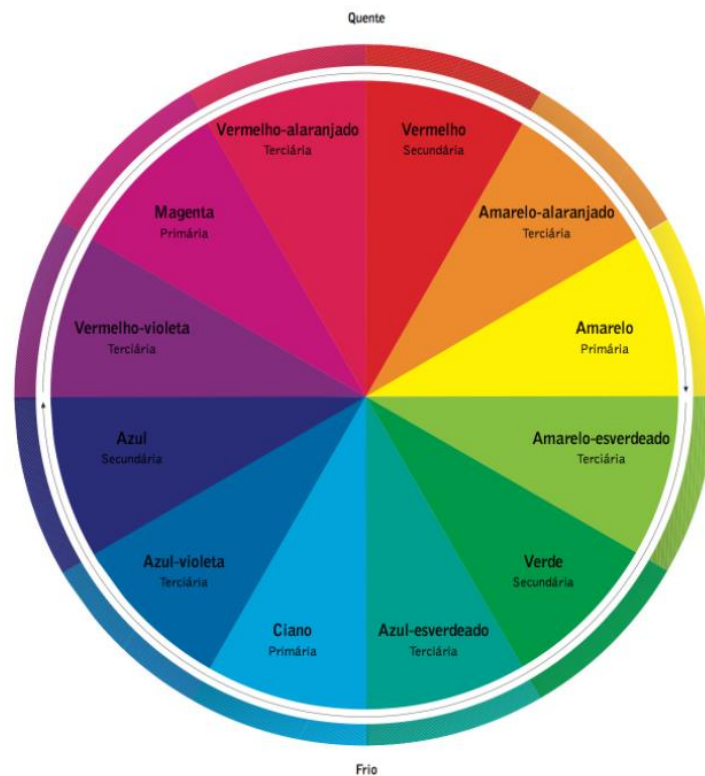 Quente
Vermelho-alaranjado
Terciária
Vermelho
Secundária
Magenta
Primária
Amarelo-alaranjado
Terciária
Vermelho-violeta
Terciária
Amarelo
Primária
Azul
Secundária
Amarelo-esverdeado
Terciária
Azul-violeta
Terciária
Verde
Secundária
Ciano
Primária
Azul-esverdeado
Terciária
Frio